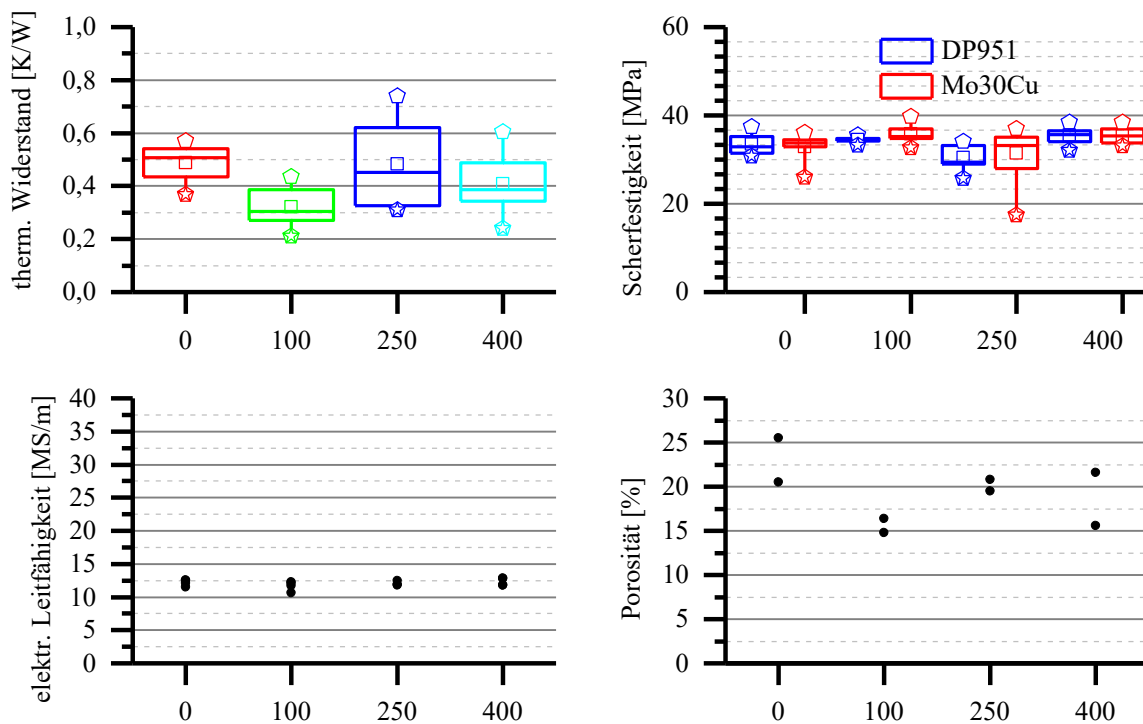 therm. Widerstand [K/W]
1,0
0,8
0,6
0,4
0,2
0,0
0 100 250 400
Scherfestigkeit [MPa]
60
40
20
0
DP951
Mo30Cu
0 100 250 400
elektr. Leitfähigkeit [MS/m]
40
35
30
25
20
15
10
5
0
0 100 250 400
Porosität [%]
30
25
20
15
10
5
0
0 100 250 400